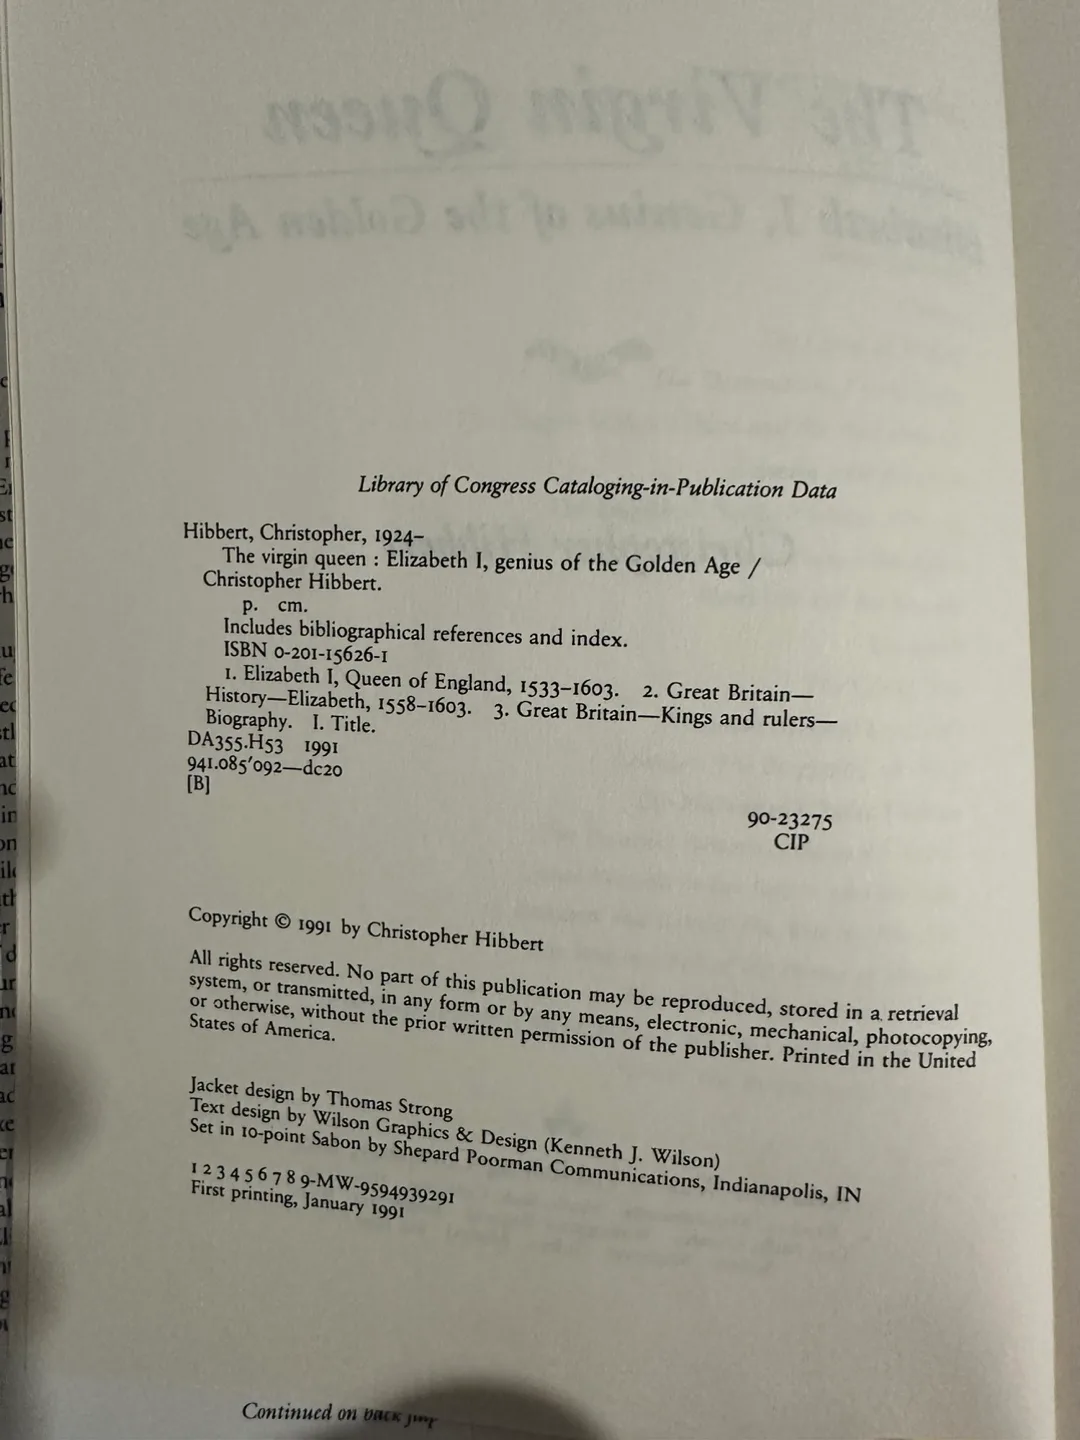 Library of Congress Cataloging-in-Publication Data
Hibbert, Christopher, 1924–
The virgin queen : Elizabeth I, genius of the Golden Age /
Christopher Hibbert.
p. cm.
Includes bibliographical references and index.
ISBN 0-201-15626-1
1. Elizabeth I, Queen of England, 1533–1603. 2. Great Britain—
History—Elizabeth, 1558–1603. 3. Great Britain—Kings and rulers—
Biography. I. Title.
DA355.H53 1991
941.085'092—dc20
[B]
90-23275
CIP
Copyright © 1991 by Christopher Hibbert
All rights reserved. No part of this publication may be reproduced, stored in a retrieval
system, or transmitted, in any form or by any means, electronic, mechanical, photocopying,
or otherwise, without the prior written permission of the publisher. Printed in the United
States of America.
Jacket design by Thomas Strong
Text design by Wilson Graphics & Design (Kenneth J. Wilson)
Set in 10-point Sabon by Shepard Poorman Communications, Indianapolis, IN
1 2 3 4 5 6 7 8 9-MW-9594939291
First printing, January 1991
Continued on back